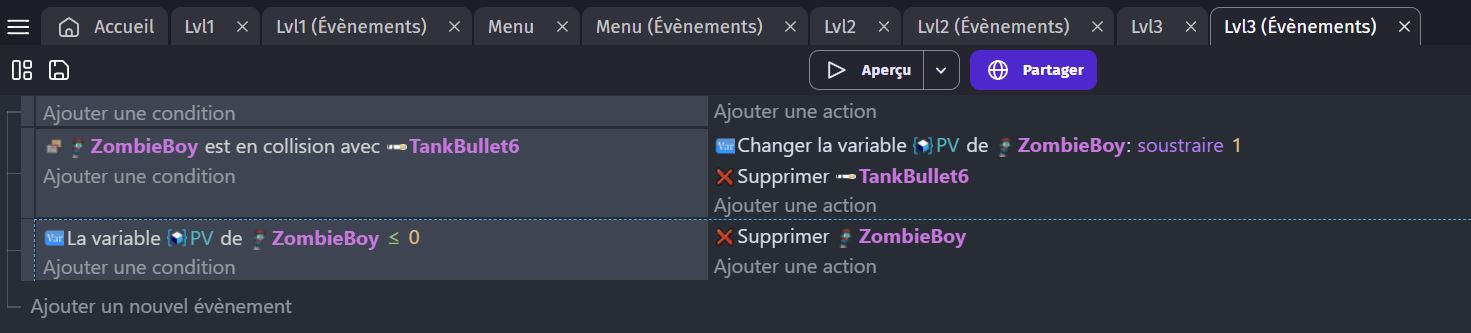 Accueil Lvl1 Lvl1 (Évènements) Menu Menu (Évènements) Lvl2 Lvl2 (Évènements) Lvl3 Lvl3 (Évènements)
Aperçu Partager
Ajouter une condition Ajouter une action
ZombieBoy est en collision avec TankBullet6 Var Changer la variable PV de ZombieBoy: soustraire 1
Ajouter une condition Supprimer TankBullet6
Ajouter une action
Var La variable PV de ZombieBoy ≤ 0 Supprimer ZombieBoy
Ajouter une condition Ajouter une action
Ajouter un nouvel évènement